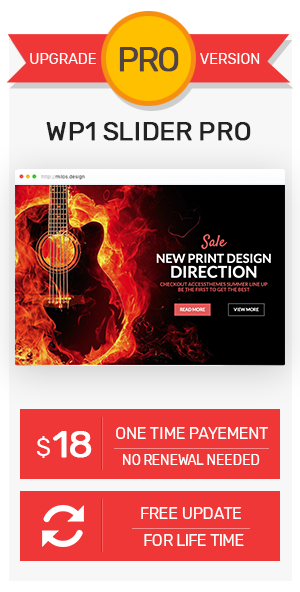 UPGRADE PRO VERSION
WP1 SLIDER PRO
http://milos.design
Sale
NEW PRINT DESIGN
DIRECTION
CHECKOUT ACCESSTHEMES SUMMER LINE UP
BE THE FIRST TO GET THE BEST
READ MORE VIEW MORE
$18 ONE TIME PAYEMENT
NO RENEWAL NEEDED
FREE UPDATE
FOR LIFE TIME